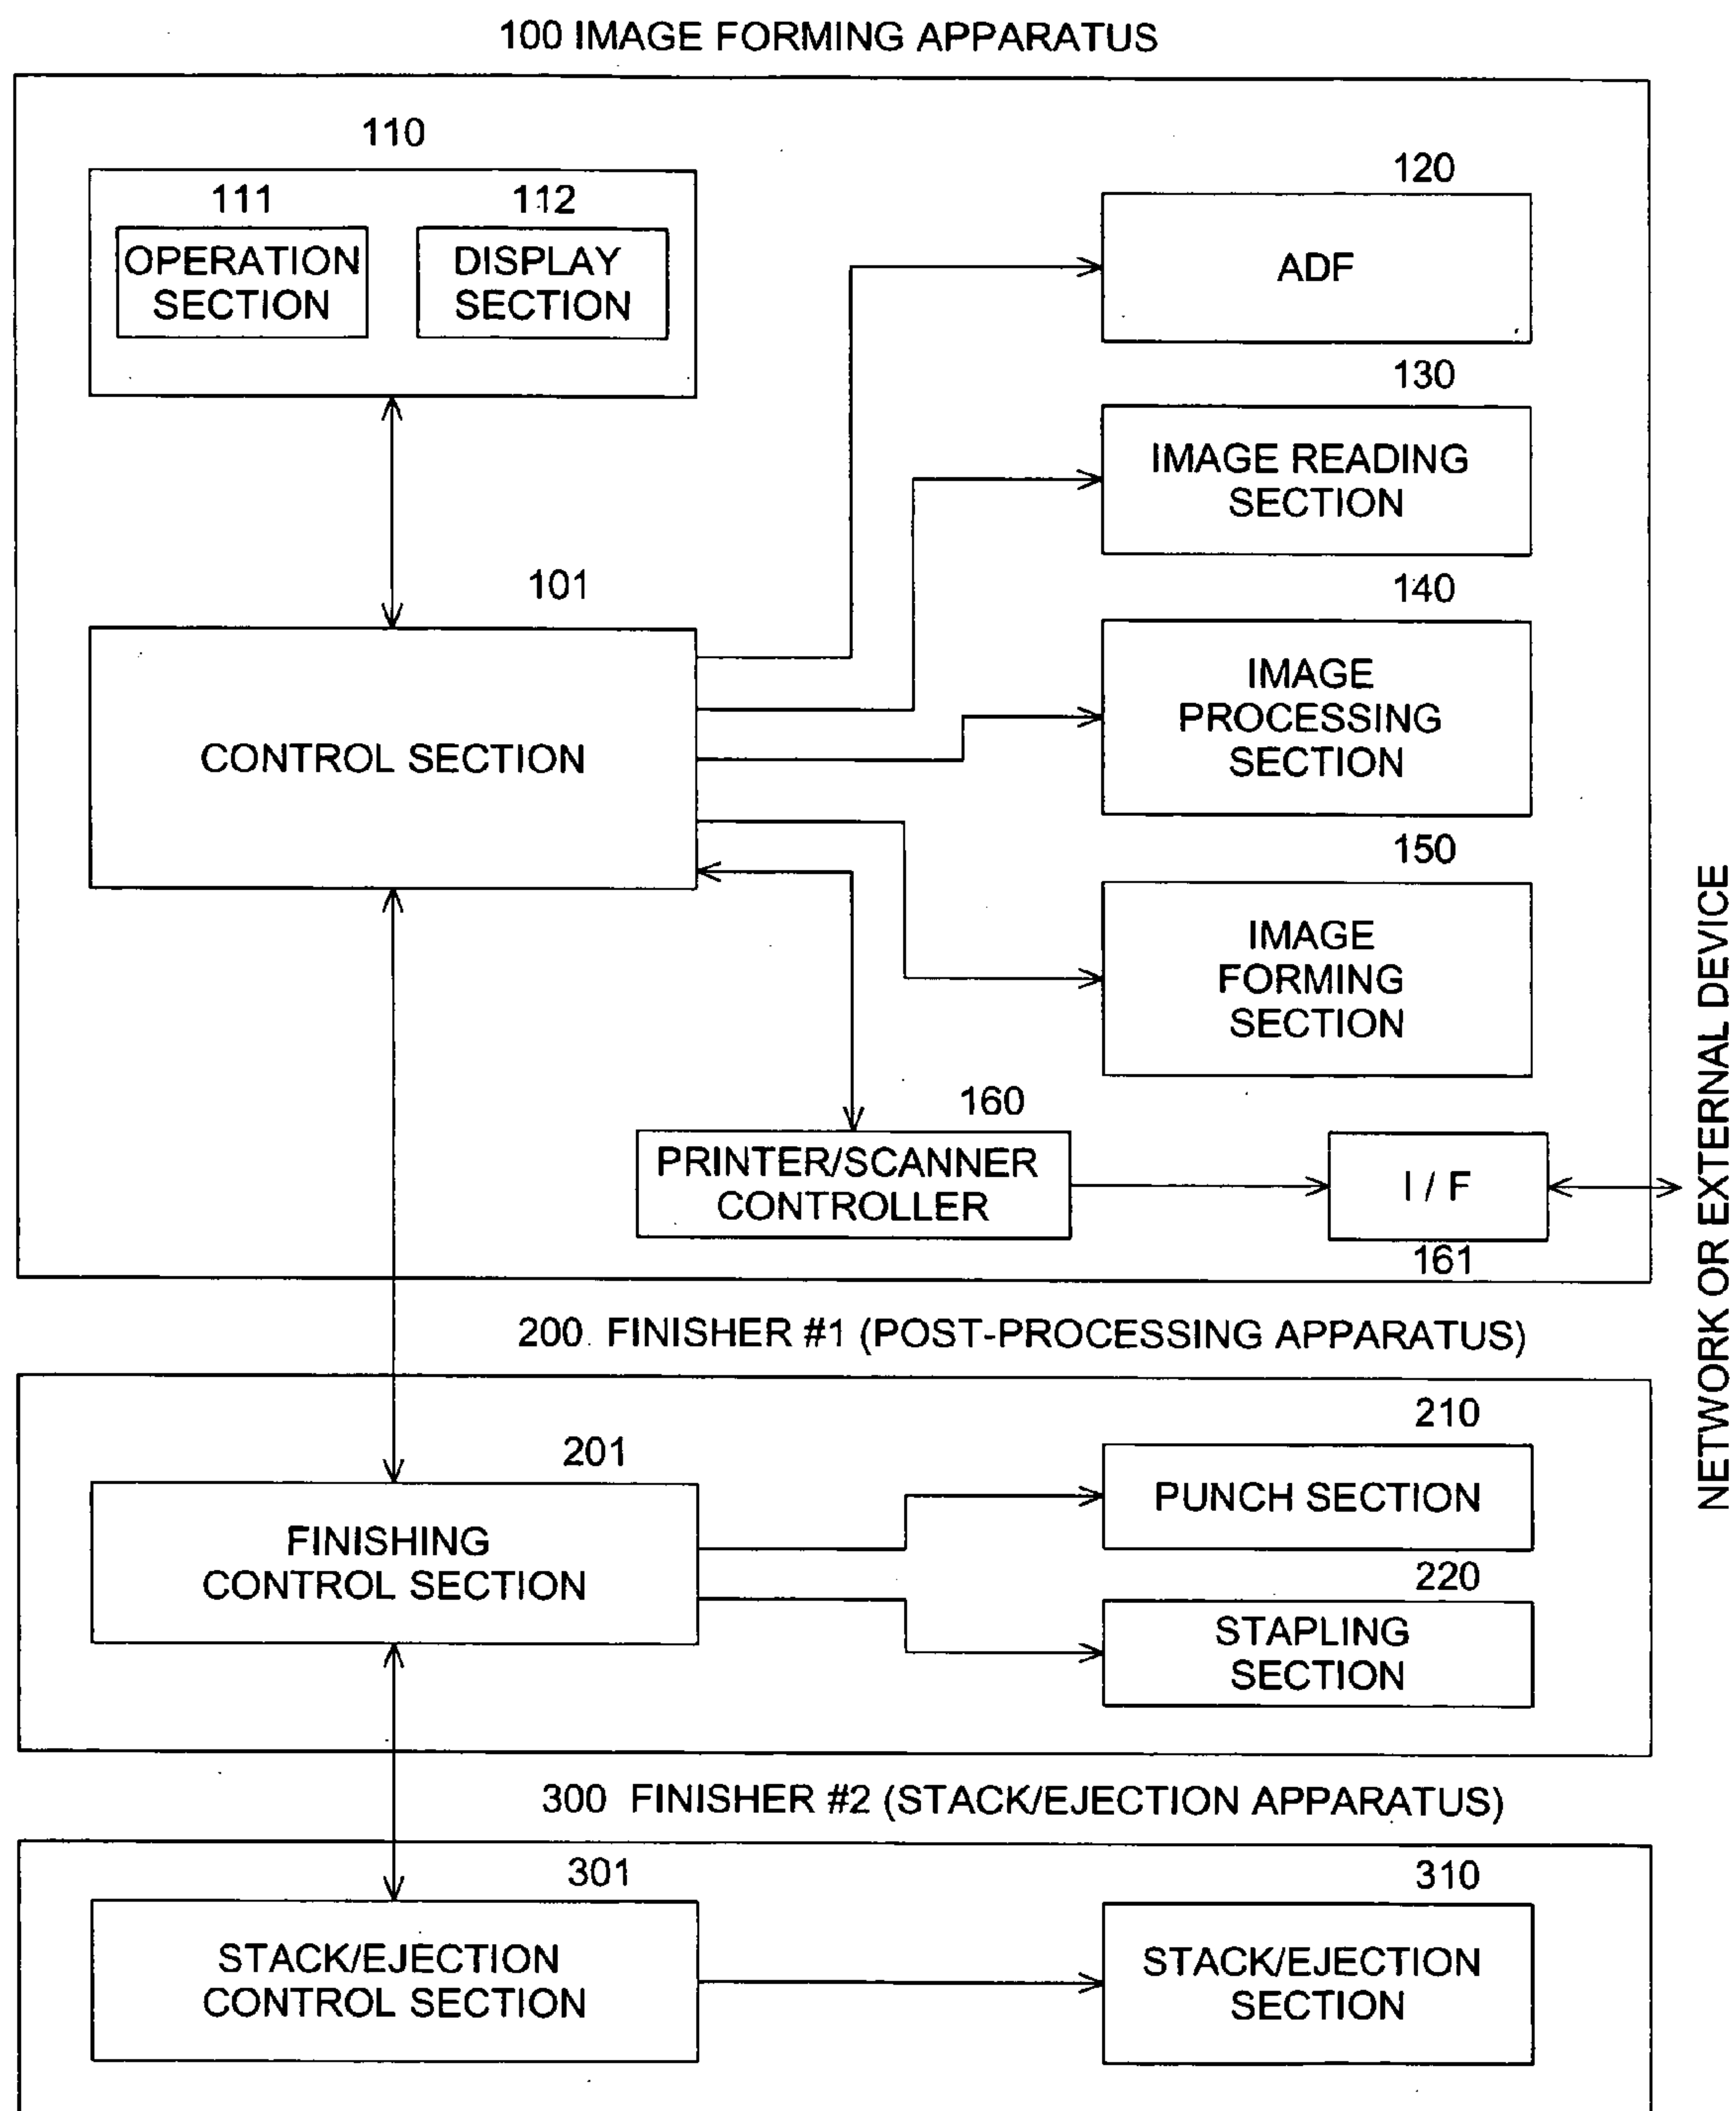 100 IMAGE FORMING APPARATUS
110
111
112
OPERATION
SECTION
DISPLAY
SECTION
120
ADF
130
IMAGE READING
SECTION
101
CONTROL SECTION
140
IMAGE
PROCESSING
SECTION
150
IMAGE
FORMING
SECTION
160
PRINTER/SCANNER
CONTROLLER
I / F
161
NETWORK OR EXTERNAL DEVICE
200. FINISHER #1 (POST-PROCESSING APPARATUS)
201
FINISHING
CONTROL SECTION
210
PUNCH SECTION
220
STAPLING
SECTION
300 FINISHER #2 (STACK/EJECTION APPARATUS)
301
STACK/EJECTION
CONTROL SECTION
310
STACK/EJECTION
SECTION